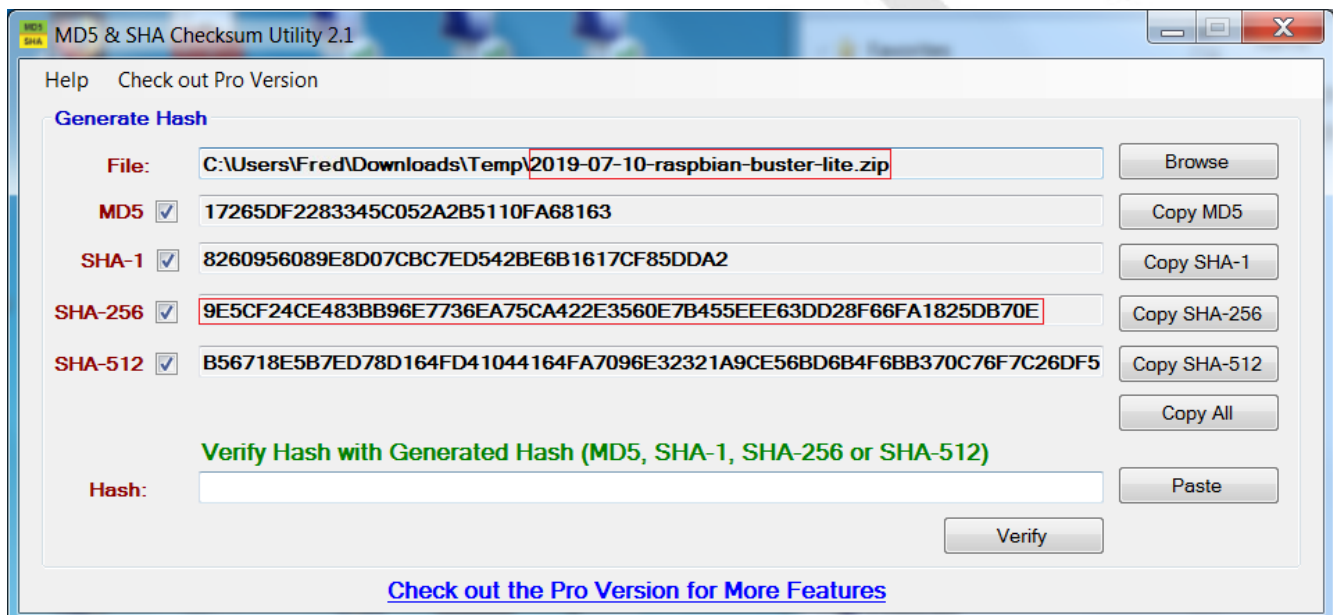 MD5 SHA MD5 & SHA Checksum Utility 2.1
Help Check out Pro Version
Generate Hash
File: C:\Users\Fred\Downloads\Temp\2019-07-10-raspbian-buster-lite.zip Browse
MD5 17265DF2283345C052A2B5110FA68163 Copy MD5
SHA-1 8260956089E8D07CBC7ED542BE6B1617CF85DDA2 Copy SHA-1
SHA-256 9E5CF24CE483BB96E7736EA75CA422E3560E7B455EEE63DD28F66FA1825DB70E Copy SHA-256
SHA-512 B56718E5B7ED78D164FD41044164FA7096E32321A9CE56BD6B4F6BB370C76F7C26DF5 Copy SHA-512
Copy All
Verify Hash with Generated Hash (MD5, SHA-1, SHA-256 or SHA-512)
Hash: Paste
Verify
Check out the Pro Version for More Features